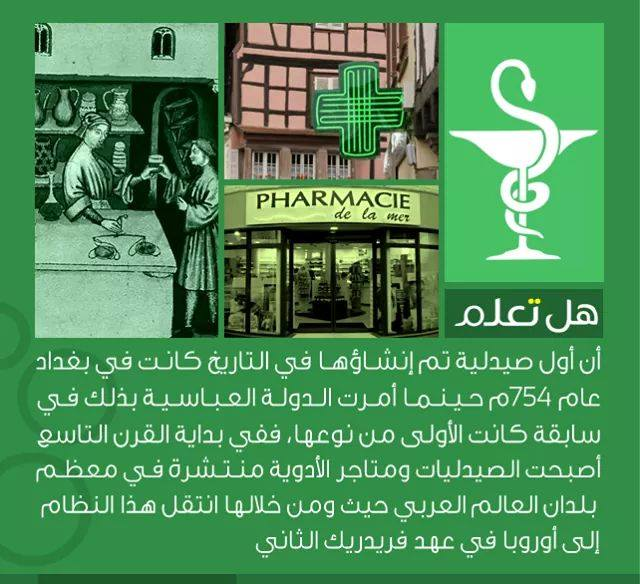 PHARMACIE
de la mer
هل تعلم
أن أول صيدلية تم إنشاؤها في التاريخ كانت في بغداد
عام 754م حينما أمرت الدولة العباسية بذلك في
سابقة كانت الأولى من نوعها، ففي بداية القرن التاسع
أصبحت الصيدليات ومتاجر الأدوية منتشرة في معظم
بلدان العالم العربي حيث ومن خلالها انتقل هذا النظام
إلى أوروبا في عهد فريدريك الثاني